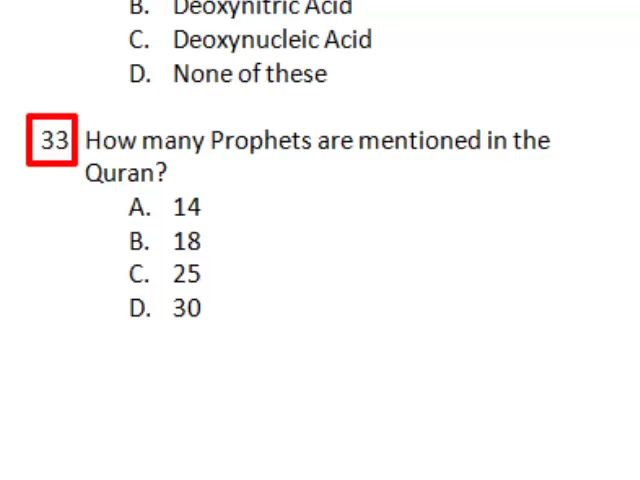 B. Deoxynitric Acid
C. Deoxynucleic Acid
D. None of these
33 How many Prophets are mentioned in the
Quran?
A. 14
B. 18
C. 25
D. 30